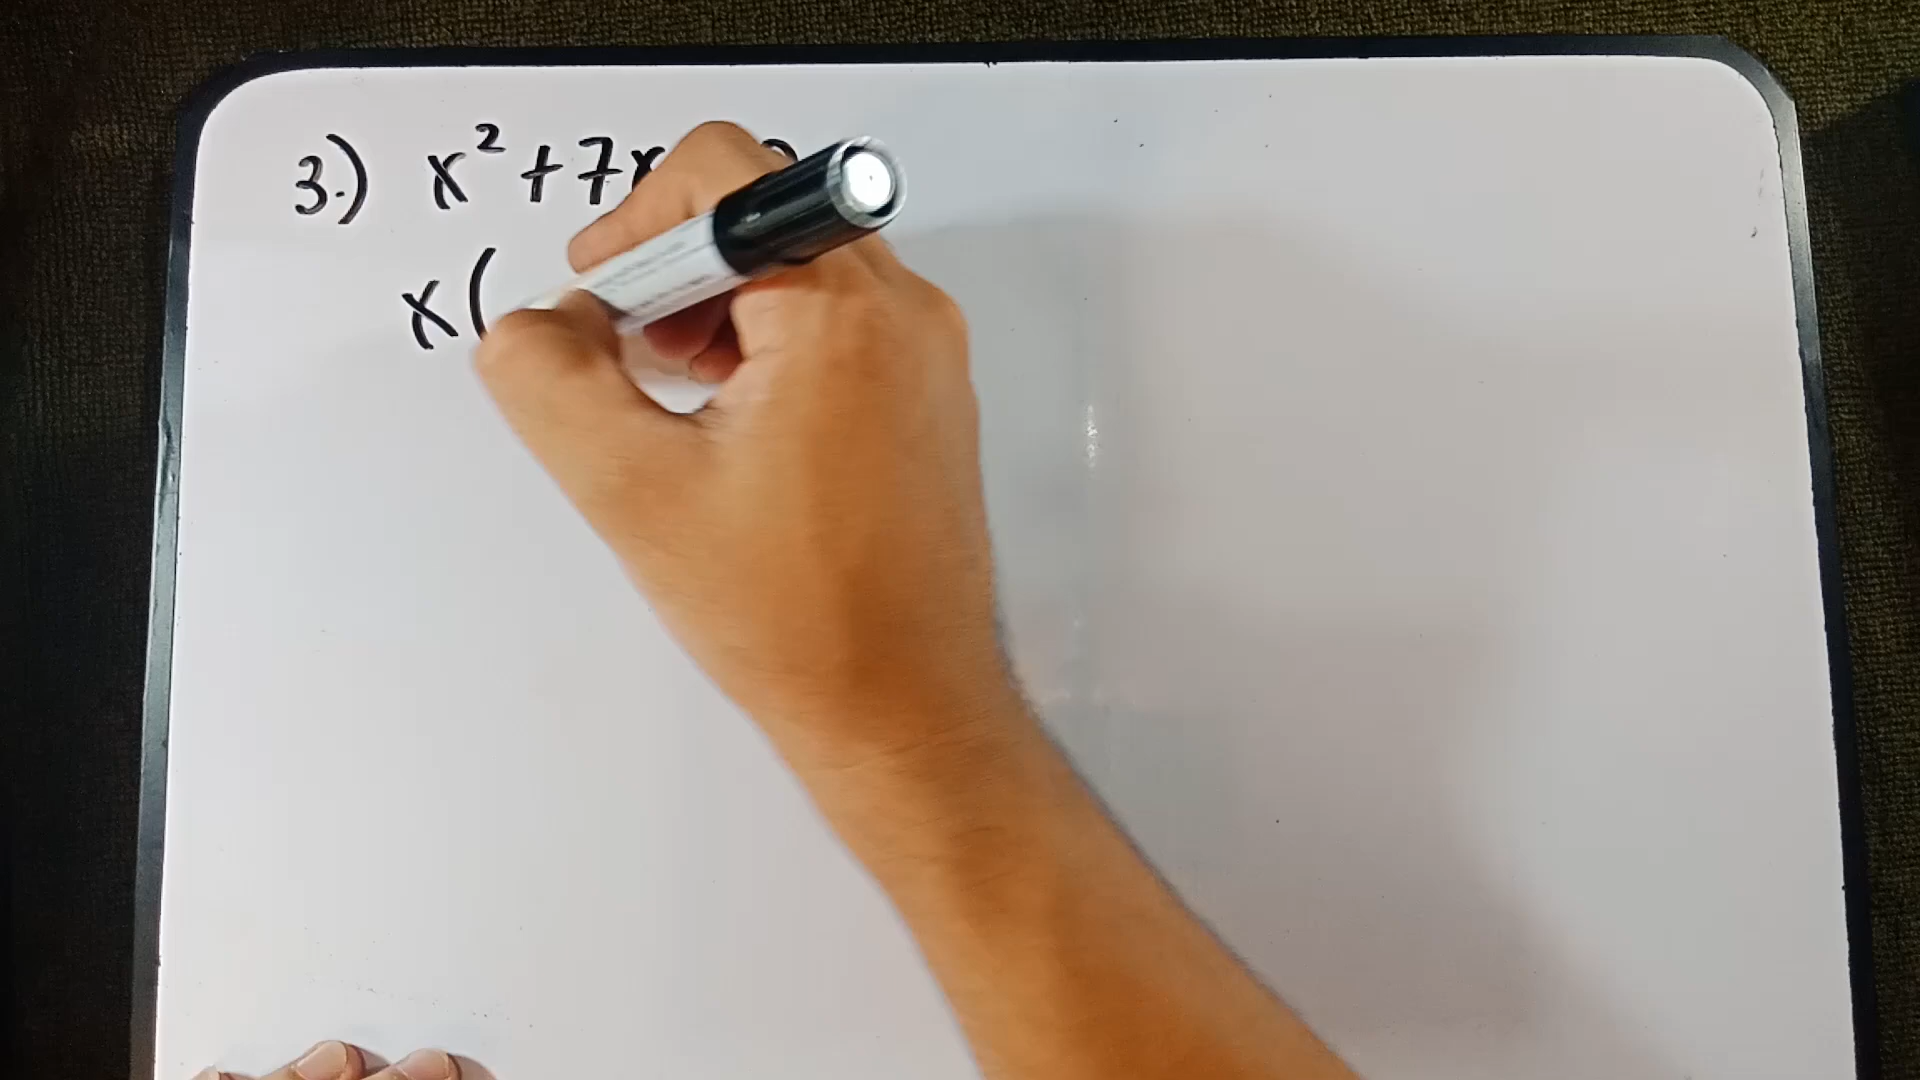 3.) x² + 7x
x(